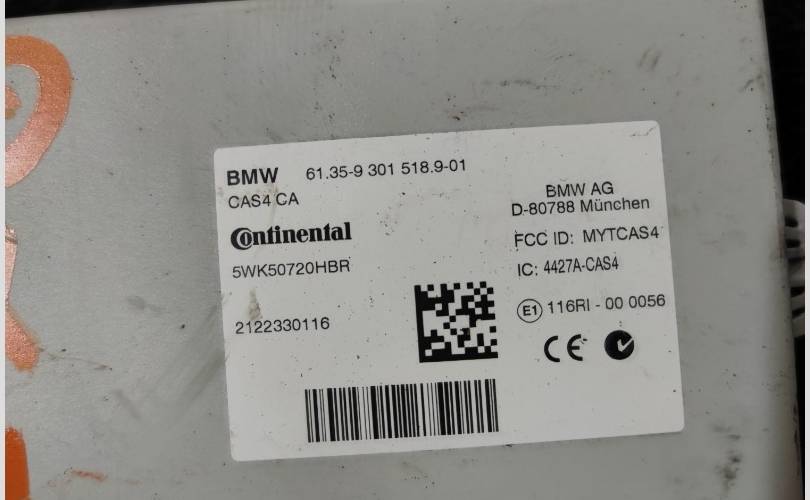 BMW 61.35-9 301 518.9-01
CAS4 CA
Continental
5WK50720HBR
2122330116
BMW AG
D-80788 München
FCC ID: MYTCAS4
IC: 4427A-CAS4
E1 116RI - 00 0056
CE